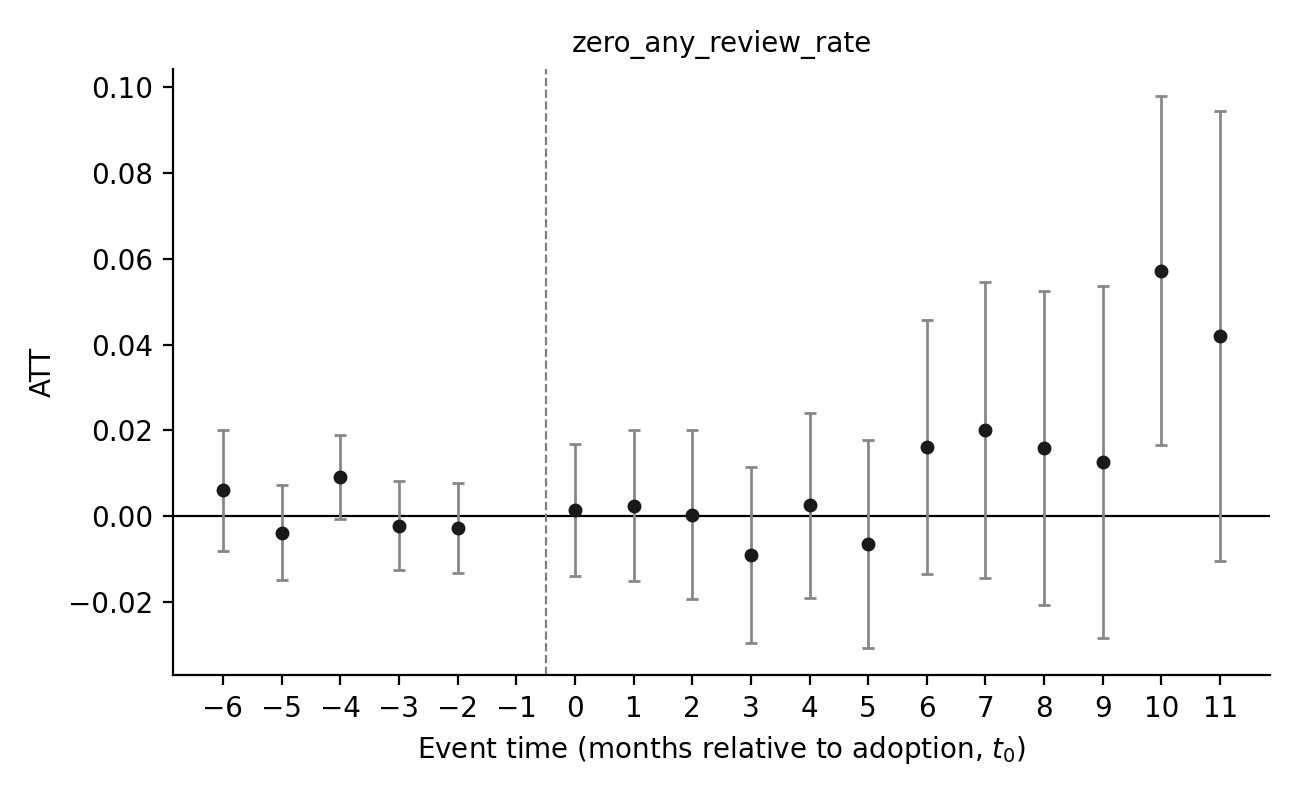 zero_any_review_rate
0.10
0.08
0.06
0.04
0.02
0.00
−0.02
ATT
−6 −5 −4 −3 −2 −1 0 1 2 3 4 5 6 7 8 9 10 11
Event time (months relative to adoption, t₀)